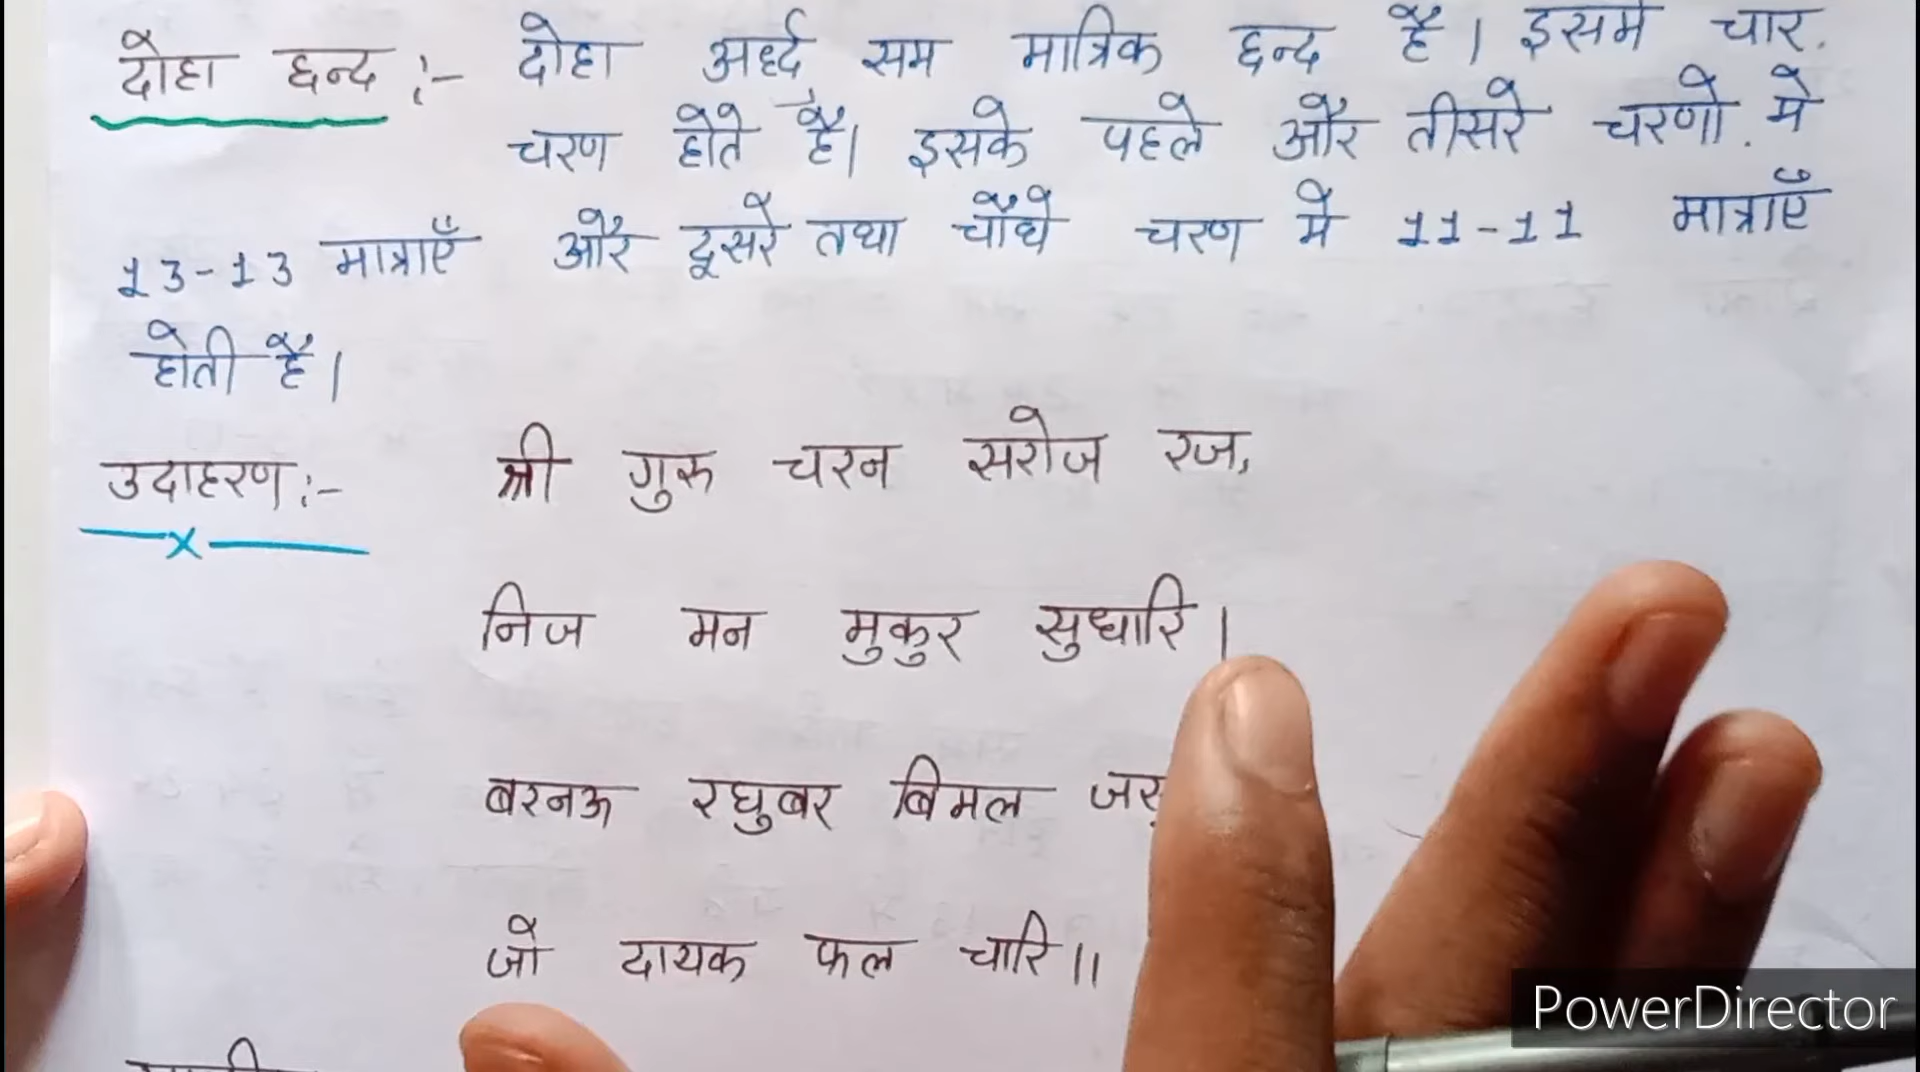 दोहा छन्द :- दोहा अर्ध्द सम मात्रिक छन्द है। इसमे चार.
चरण होते है। इसके पहले और तीसरे चरणो. मे
13-13 मात्राएँ और दूसरे तथा चौथे चरण मे 11-11 मात्राएँ
होती है।
उदाहरण :- श्री गुरु चरन सरोज रज,
निज मन मुकुर सुधारि।
बरनऊ रघुबर बिमल
जो दायक फल चारि॥
PowerDirector